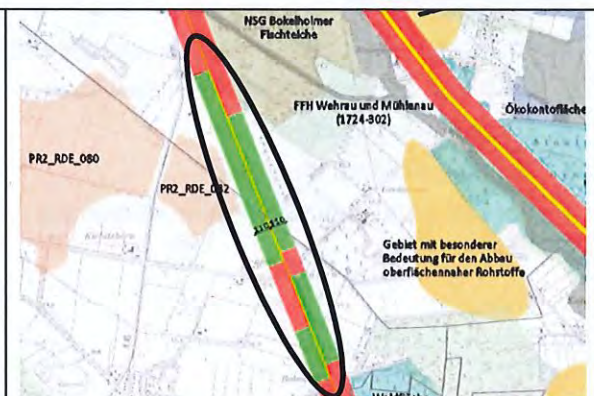 NSG Bokelholmer
Fischteiche
FFH Wehrau und Mühlenau
(1724-302)
Ökokontofläche
PR2_RDE_080
PR2_RDE_082
Gebiet mit besonderer
Bedeutung für den Abbau
oberflächennaher Rohstoffe